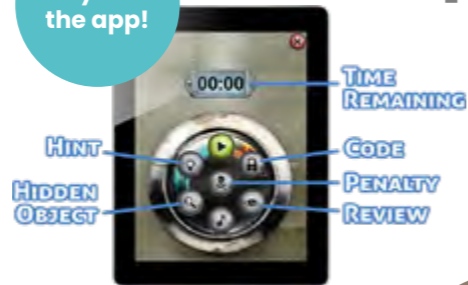 the app!
00:00
TIME
REMAINING
HINT
CODE
HIDDEN
OBJECT
PENALTY
REVIEW